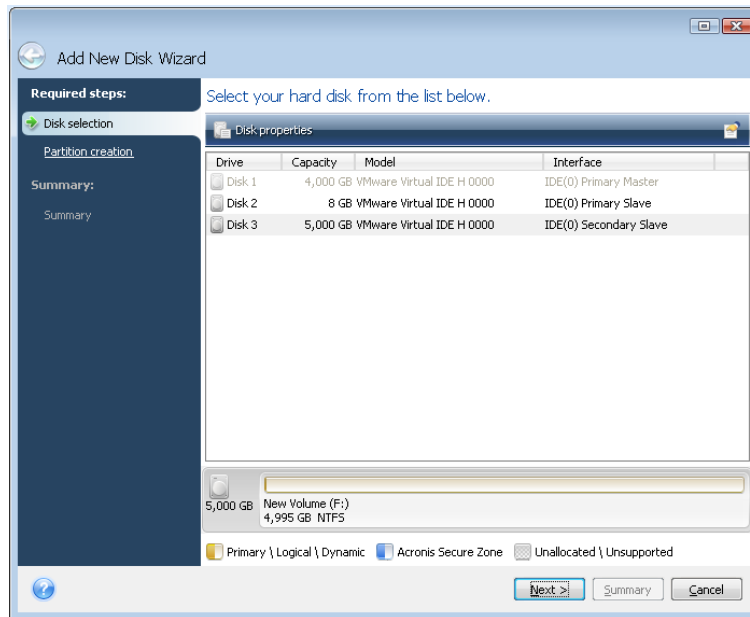 Add New Disk Wizard
Required steps:
Disk selection
Partition creation
Summary:
Summary
Select your hard disk from the list below.
Disk properties
Drive Capacity Model Interface
Disk 1 4,000 GB VMware Virtual IDE H 0000 IDE(0) Primary Master
Disk 2 8 GB VMware Virtual IDE H 0000 IDE(0) Primary Slave
Disk 3 5,000 GB VMware Virtual IDE H 0000 IDE(0) Secondary Slave
5,000 GB
New Volume (F:)
4,995 GB NTFS
Primary \ Logical \ Dynamic Acronis Secure Zone Unallocated \ Unsupported
Next > Summary Cancel